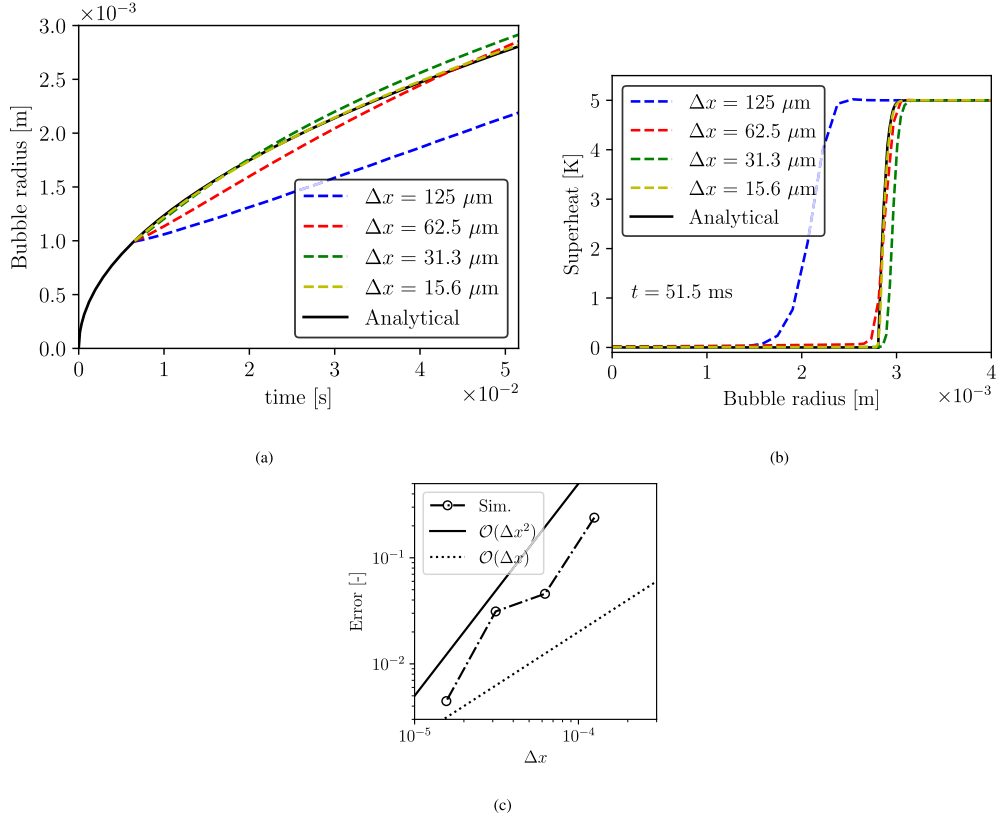 ×10⁻³
3.0
2.5
2.0
1.5
1.0
0.5
0.0
Bubble radius [m]
0 1 2 3 4 5
time [s]
×10⁻²
Δx = 125 μm
Δx = 62.5 μm
Δx = 31.3 μm
Δx = 15.6 μm
Analytical
(a)
5
4
3
2
1
0
Superheat [K]
Δx = 125 μm
Δx = 62.5 μm
Δx = 31.3 μm
Δx = 15.6 μm
Analytical
t = 51.5 ms
0 1 2 3 4
Bubble radius [m]
×10⁻³
(b)
Sim.
𝒪(Δx²)
𝒪(Δx)
10⁻¹
10⁻²
Error [-]
10⁻⁵ 10⁻⁴
Δx
(c)